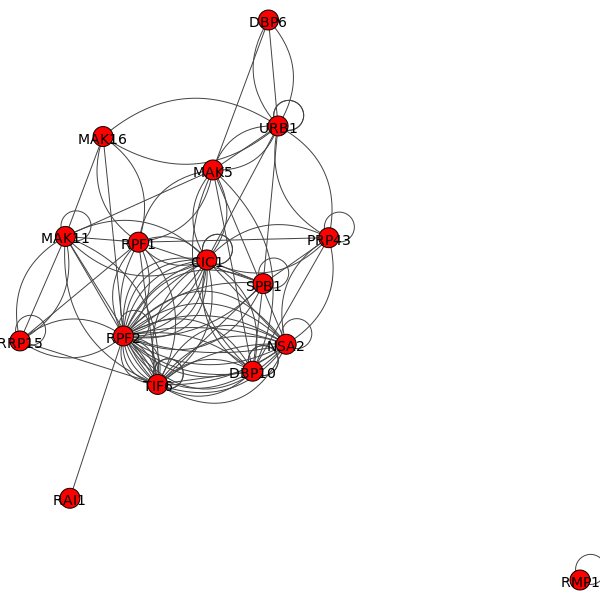 DBP6
URB1
MAK16
MAK5
MAK11
RPF1
PRP43
CIC1
SPB1
RRP15
RPF2
NSA2
DBP10
TIF6
RAI1
RMP1